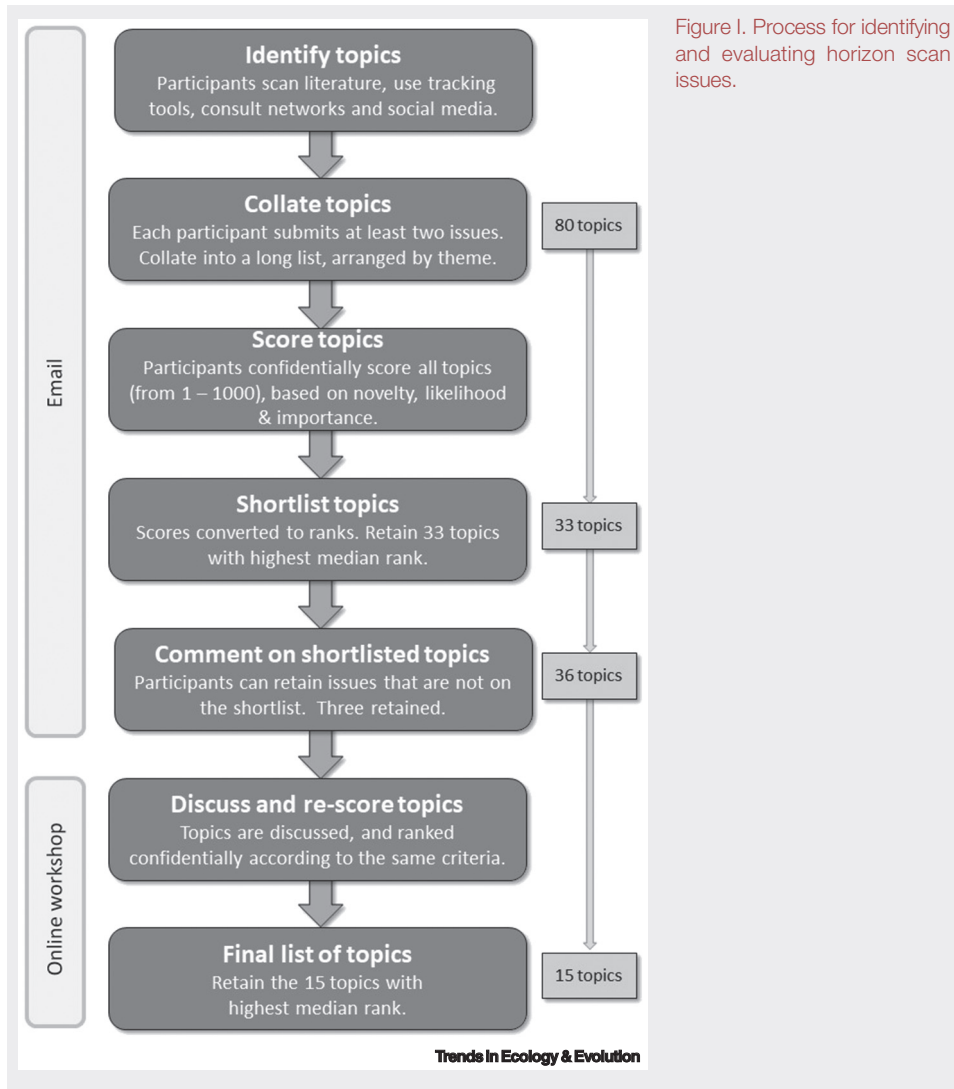 Figure I. Process for identifying
and evaluating horizon scan
issues.
Email
Identify topics
Participants scan literature, use tracking
tools, consult networks and social media.
Collate topics
Each participant submits at least two issues.
Collate into a long list, arranged by theme.
80 topics
Score topics
Participants confidentially score all topics
(from 1 – 1000), based on novelty, likelihood
& importance.
Shortlist topics
Scores converted to ranks. Retain 33 topics
with highest median rank.
33 topics
Comment on shortlisted topics
Participants can retain issues that are not on
the shortlist.  Three retained.
36 topics
Online workshop
Discuss and re-score topics
Topics are discussed, and ranked
confidentially according to the same criteria.
Final list of topics
Retain the 15 topics with
highest median rank.
15 topics
Trends in Ecology & Evolution